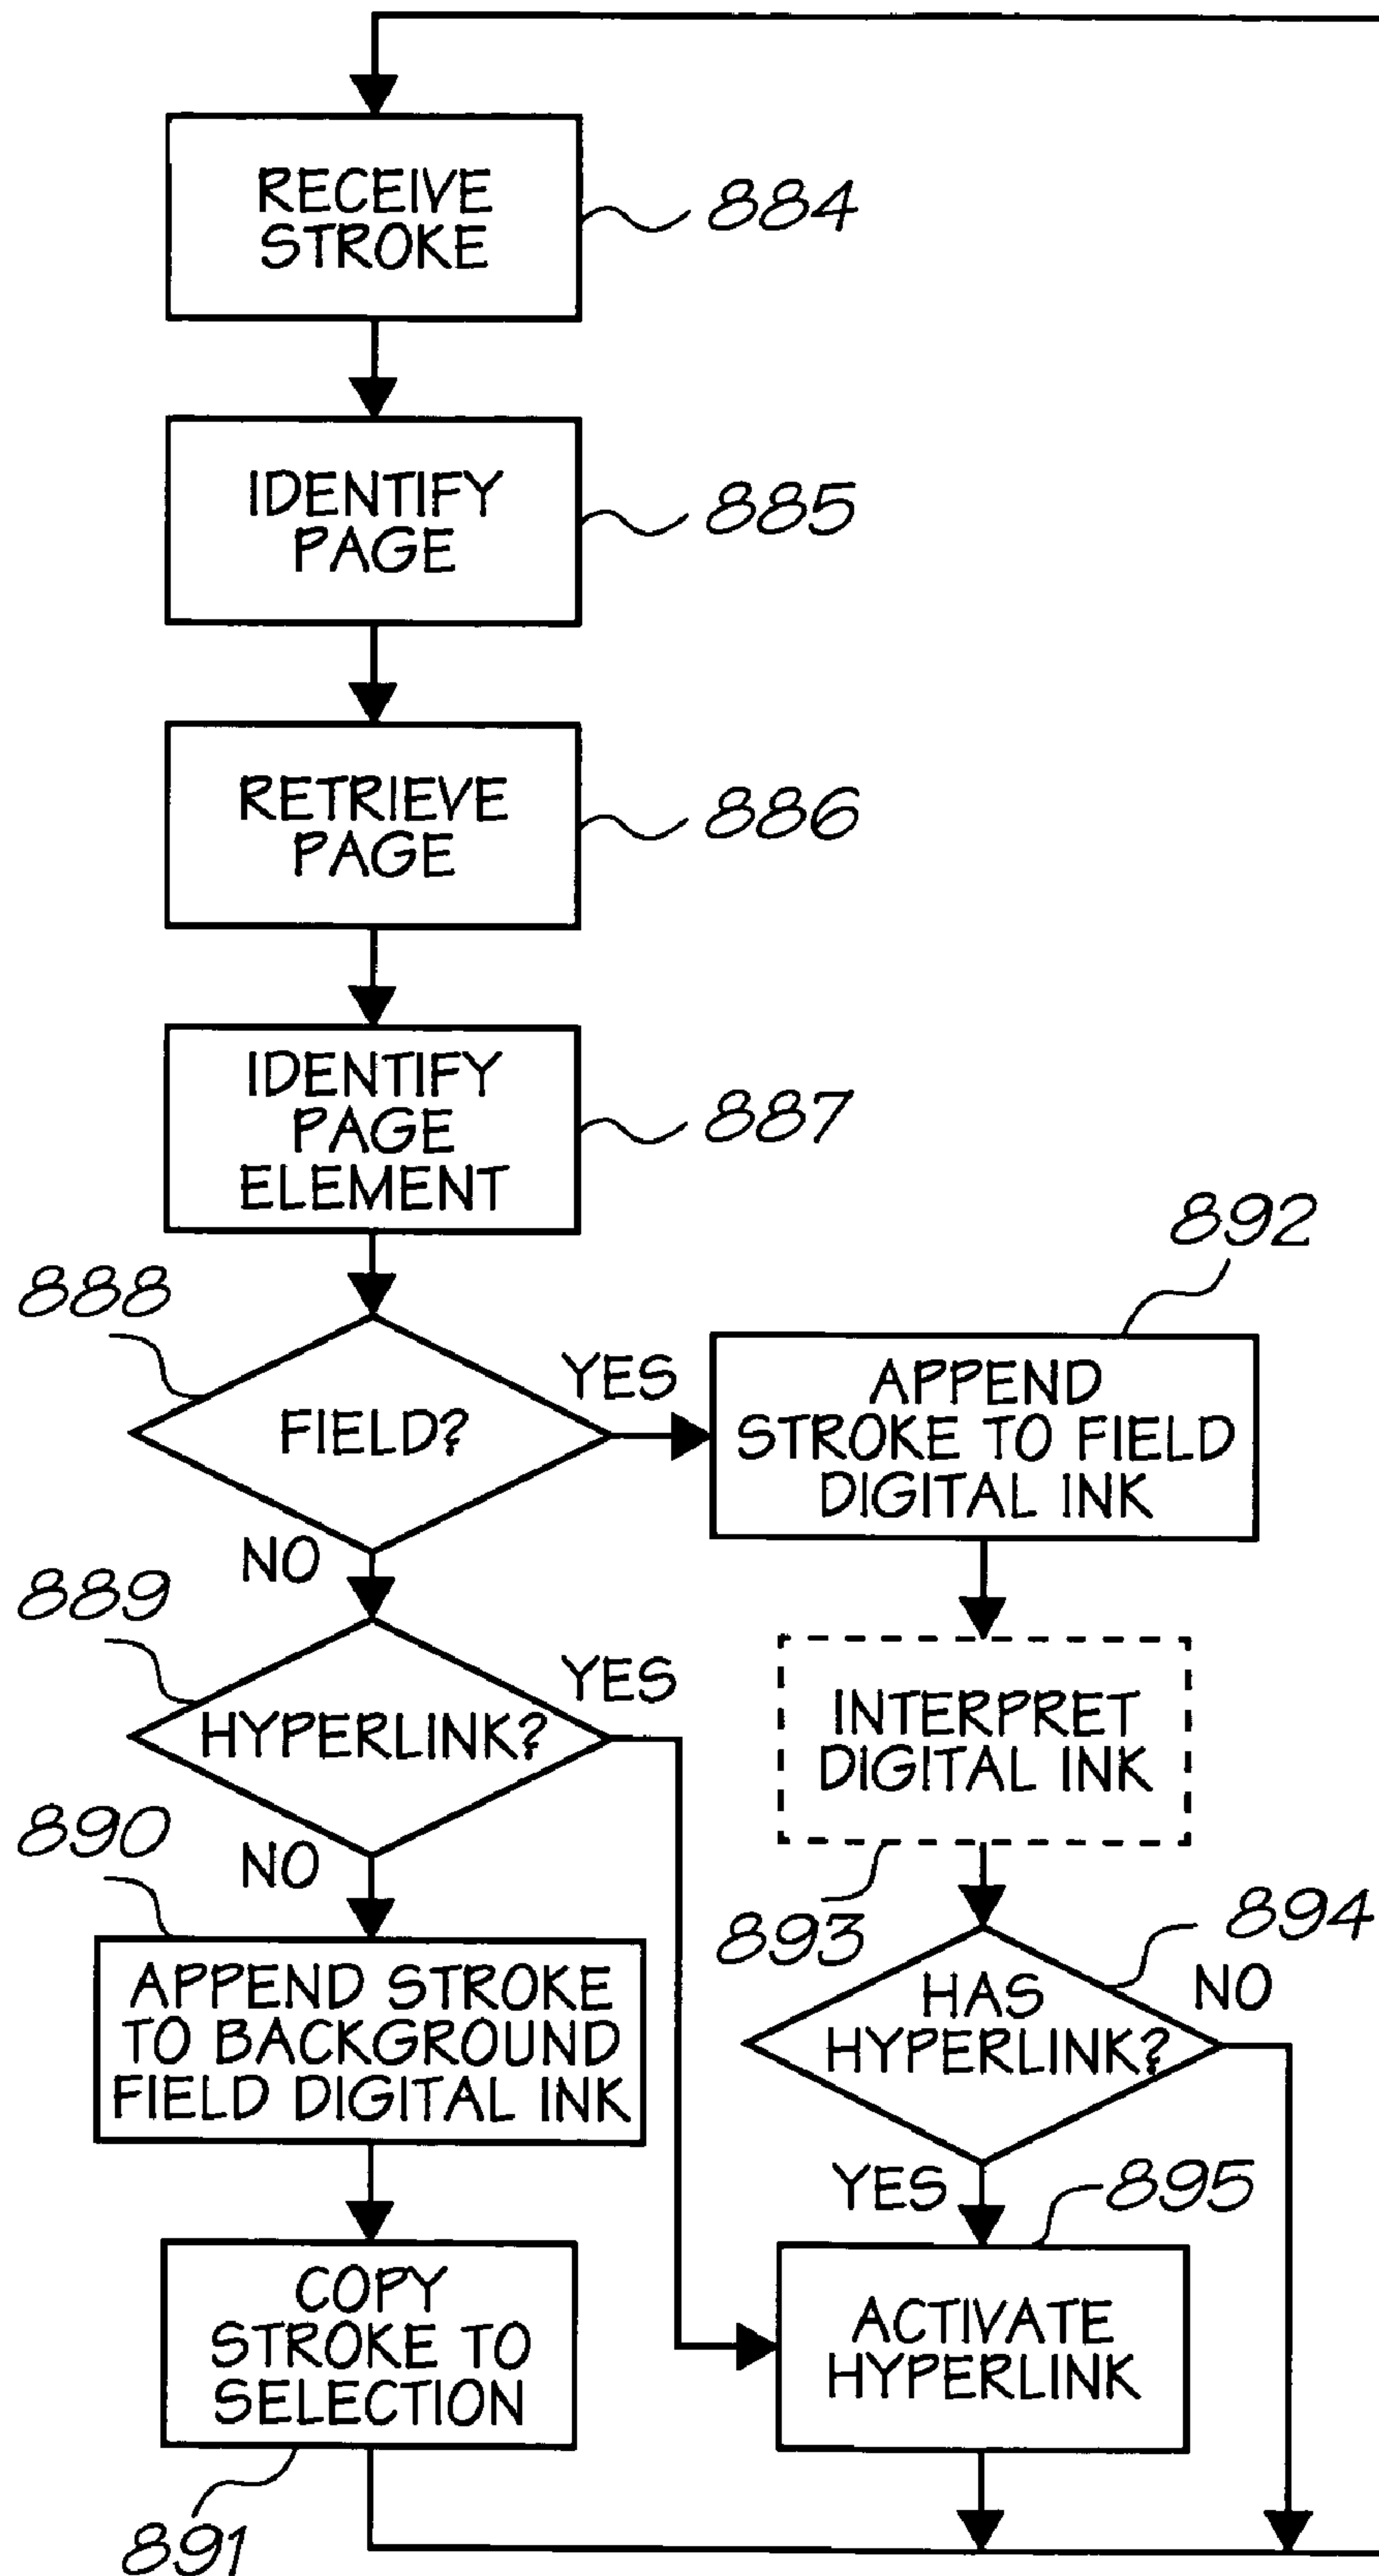 RECEIVE
STROKE
884
IDENTIFY
PAGE
885
RETRIEVE
PAGE
886
IDENTIFY
PAGE
ELEMENT
887
888
FIELD?
YES
NO
892
APPEND
STROKE TO FIELD
DIGITAL INK
889
HYPERLINK?
YES
NO
INTERPRET
DIGITAL INK
893
890
APPEND STROKE
TO BACKGROUND
FIELD DIGITAL INK
894
HAS
HYPERLINK?
NO
YES
895
COPY
STROKE TO
SELECTION
891
ACTIVATE
HYPERLINK